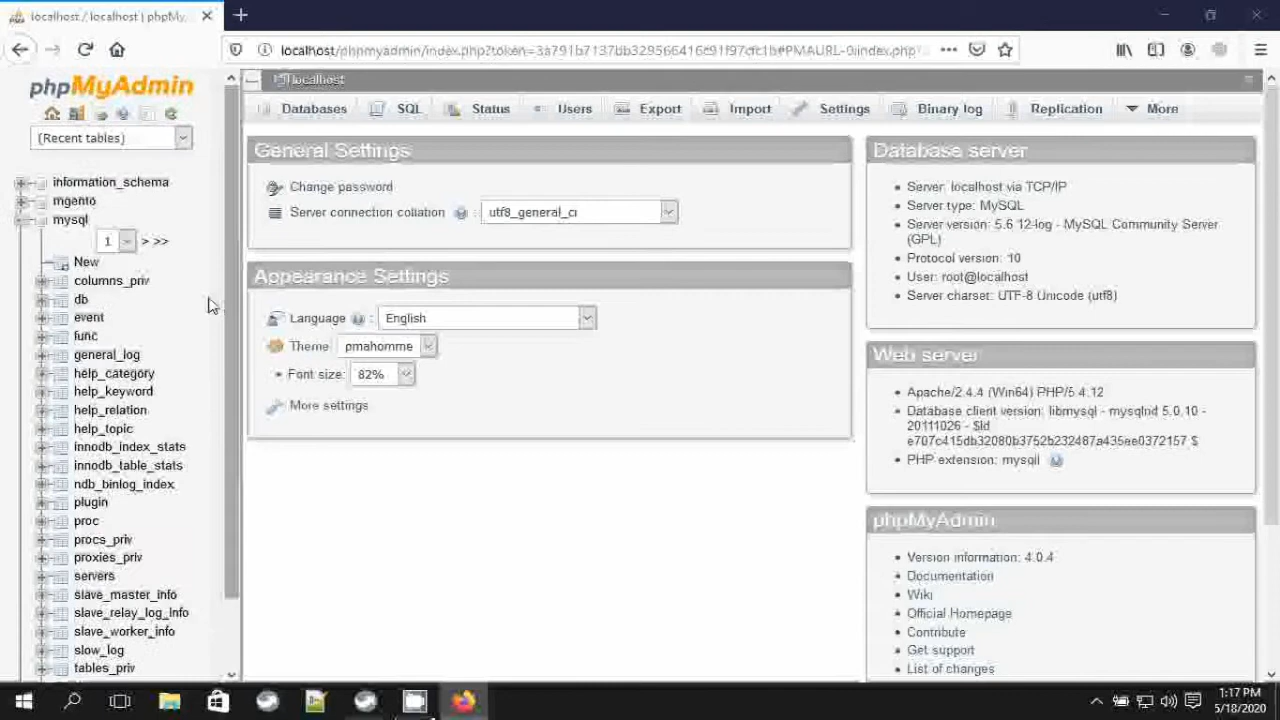 localhost / localhost | phpMy
localhost/phpmyadmin/index.php?token=3a791b7137bb329566416c91f97cfc1b#PMAURL-0:index.php
phpMyAdmin
(Recent tables)
information_schema
mgento
mysql
1 > >>
New
columns_priv
db
event
func
general_log
help_category
help_keyword
help_relation
help_topic
innodb_index_stats
innodb_table_stats
ndb_binlog_index
plugin
proc
procs_priv
proxies_priv
servers
slave_master_info
slave_relay_log_info
slave_worker_info
slow_log
tables_priv
localhost
Databases SQL Status Users Export Import Settings Binary log Replication More
General Settings
Change password
Server connection collation : utf8_general_ci
Appearance Settings
Language : English
Theme pmahomme
• Font size: 82%
More settings
Database server
• Server: localhost via TCP/IP
• Server type: MySQL
• Server version: 5.6.12-log - MySQL Community Server
(GPL)
• Protocol version: 10
• User: root@localhost
• Server charset: UTF-8 Unicode (utf8)
Web server
• Apache/2.4.4 (Win64) PHP/5.4.12
• Database client version: libmysql - mysqlnd 5.0.10 -
20111026 - $Id:
e707c415db32080b3752b232487a435ee0372157 $
• PHP extension: mysqli
phpMyAdmin
• Version information: 4.0.4
• Documentation
• Wiki
• Official Homepage
• Contribute
• Get support
• List of changes
1:17 PM
5/18/2020